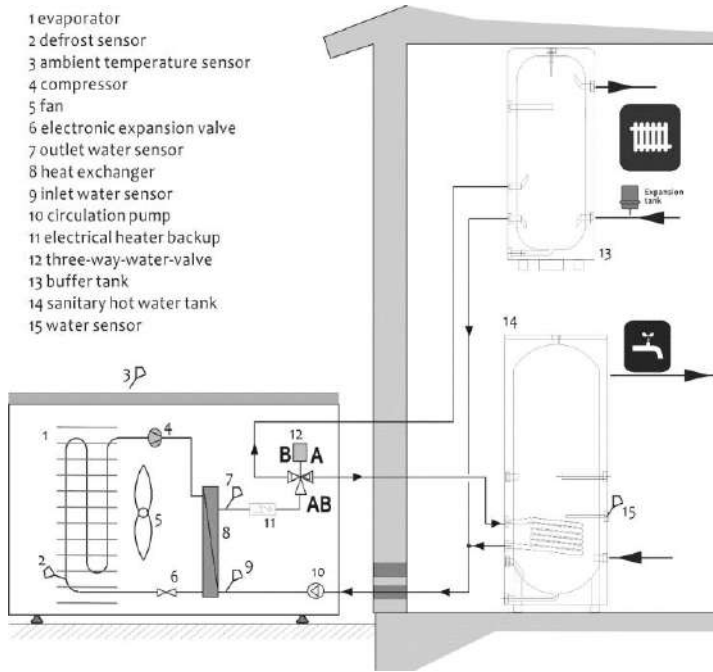 1 evaporator
2 defrost sensor
3 ambient temperature sensor
4 compressor
5 fan
6 electronic expansion valve
7 outlet water sensor
8 heat exchanger
9 inlet water sensor
10 circulation pump
11 electrical heater backup
12 three-way-water-valve
13 buffer tank
14 sanitary hot water tank
15 water sensor
Expansion
tank
13
14
3
1
4
12
B A
7
AB
5
8
11
15
2
6
9
10